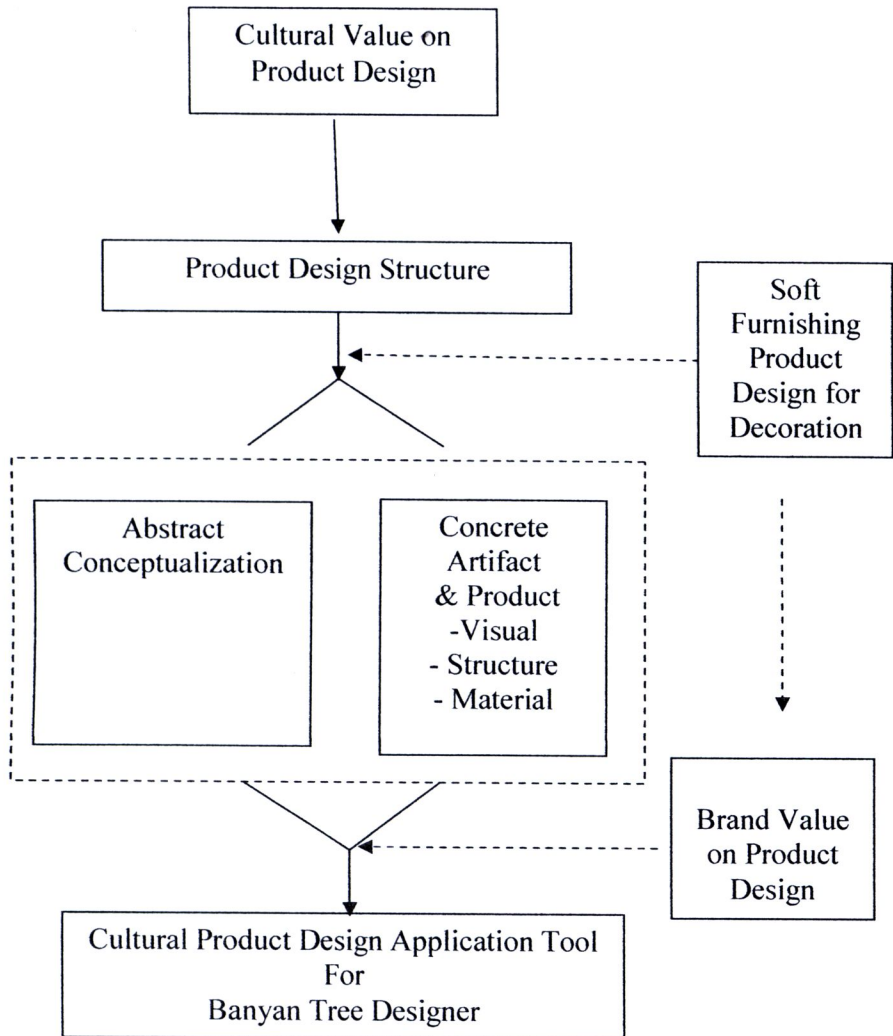 Cultural Value on
Product Design
Product Design Structure
Soft
Furnishing
Product
Design for
Decoration
Abstract
Conceptualization
Concrete
Artifact
& Product
-Visual
- Structure
- Material
Brand Value
on Product
Design
Cultural Product Design Application Tool
For
Banyan Tree Designer